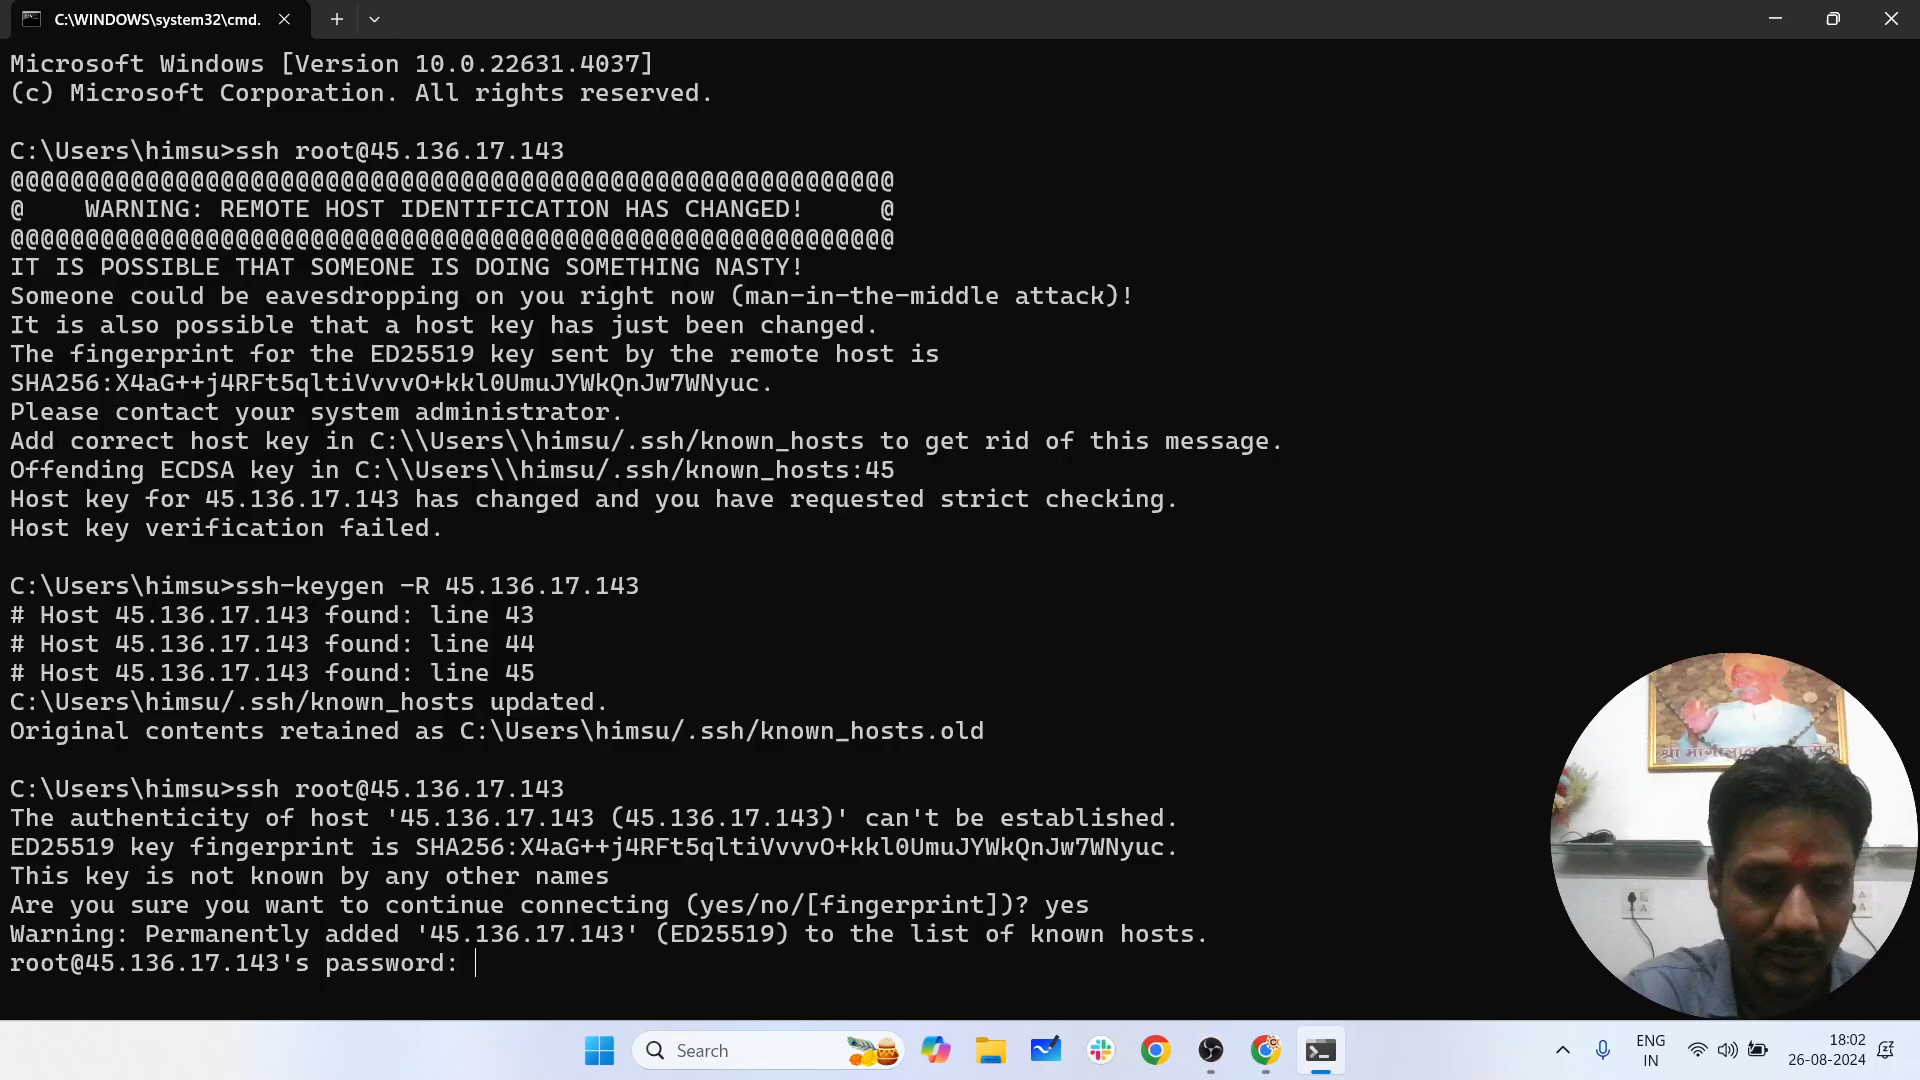 C:\WINDOWS\system32\cmd.
Microsoft Windows [Version 10.0.22631.4037]
(c) Microsoft Corporation. All rights reserved.
C:\Users\himsu>ssh root@45.136.17.143
@@@@@@@@@@@@@@@@@@@@@@@@@@@@@@@@@@@@@@@@@@@@@@@@@@@@@@@@@@@
@    WARNING: REMOTE HOST IDENTIFICATION HAS CHANGED!     @
@@@@@@@@@@@@@@@@@@@@@@@@@@@@@@@@@@@@@@@@@@@@@@@@@@@@@@@@@@@
IT IS POSSIBLE THAT SOMEONE IS DOING SOMETHING NASTY!
Someone could be eavesdropping on you right now (man-in-the-middle attack)!
It is also possible that a host key has just been changed.
The fingerprint for the ED25519 key sent by the remote host is
SHA256:X4aG++j4RFt5qltiVvvvO+kkl0UmuJYWkQnJw7WNyuc.
Please contact your system administrator.
Add correct host key in C:\\Users\\himsu/.ssh/known_hosts to get rid of this message.
Offending ECDSA key in C:\\Users\\himsu/.ssh/known_hosts:45
Host key for 45.136.17.143 has changed and you have requested strict checking.
Host key verification failed.
C:\Users\himsu>ssh-keygen -R 45.136.17.143
# Host 45.136.17.143 found: line 43
# Host 45.136.17.143 found: line 44
# Host 45.136.17.143 found: line 45
C:\Users\himsu/.ssh/known_hosts updated.
Original contents retained as C:\Users\himsu/.ssh/known_hosts.old
C:\Users\himsu>ssh root@45.136.17.143
The authenticity of host '45.136.17.143 (45.136.17.143)' can't be established.
ED25519 key fingerprint is SHA256:X4aG++j4RFt5qltiVvvvO+kkl0UmuJYWkQnJw7WNyuc.
This key is not known by any other names
Are you sure you want to continue connecting (yes/no/[fingerprint])? yes
Warning: Permanently added '45.136.17.143' (ED25519) to the list of known hosts.
root@45.136.17.143's password:
श्री
Search
ENG
IN
18:02
26-08-2024